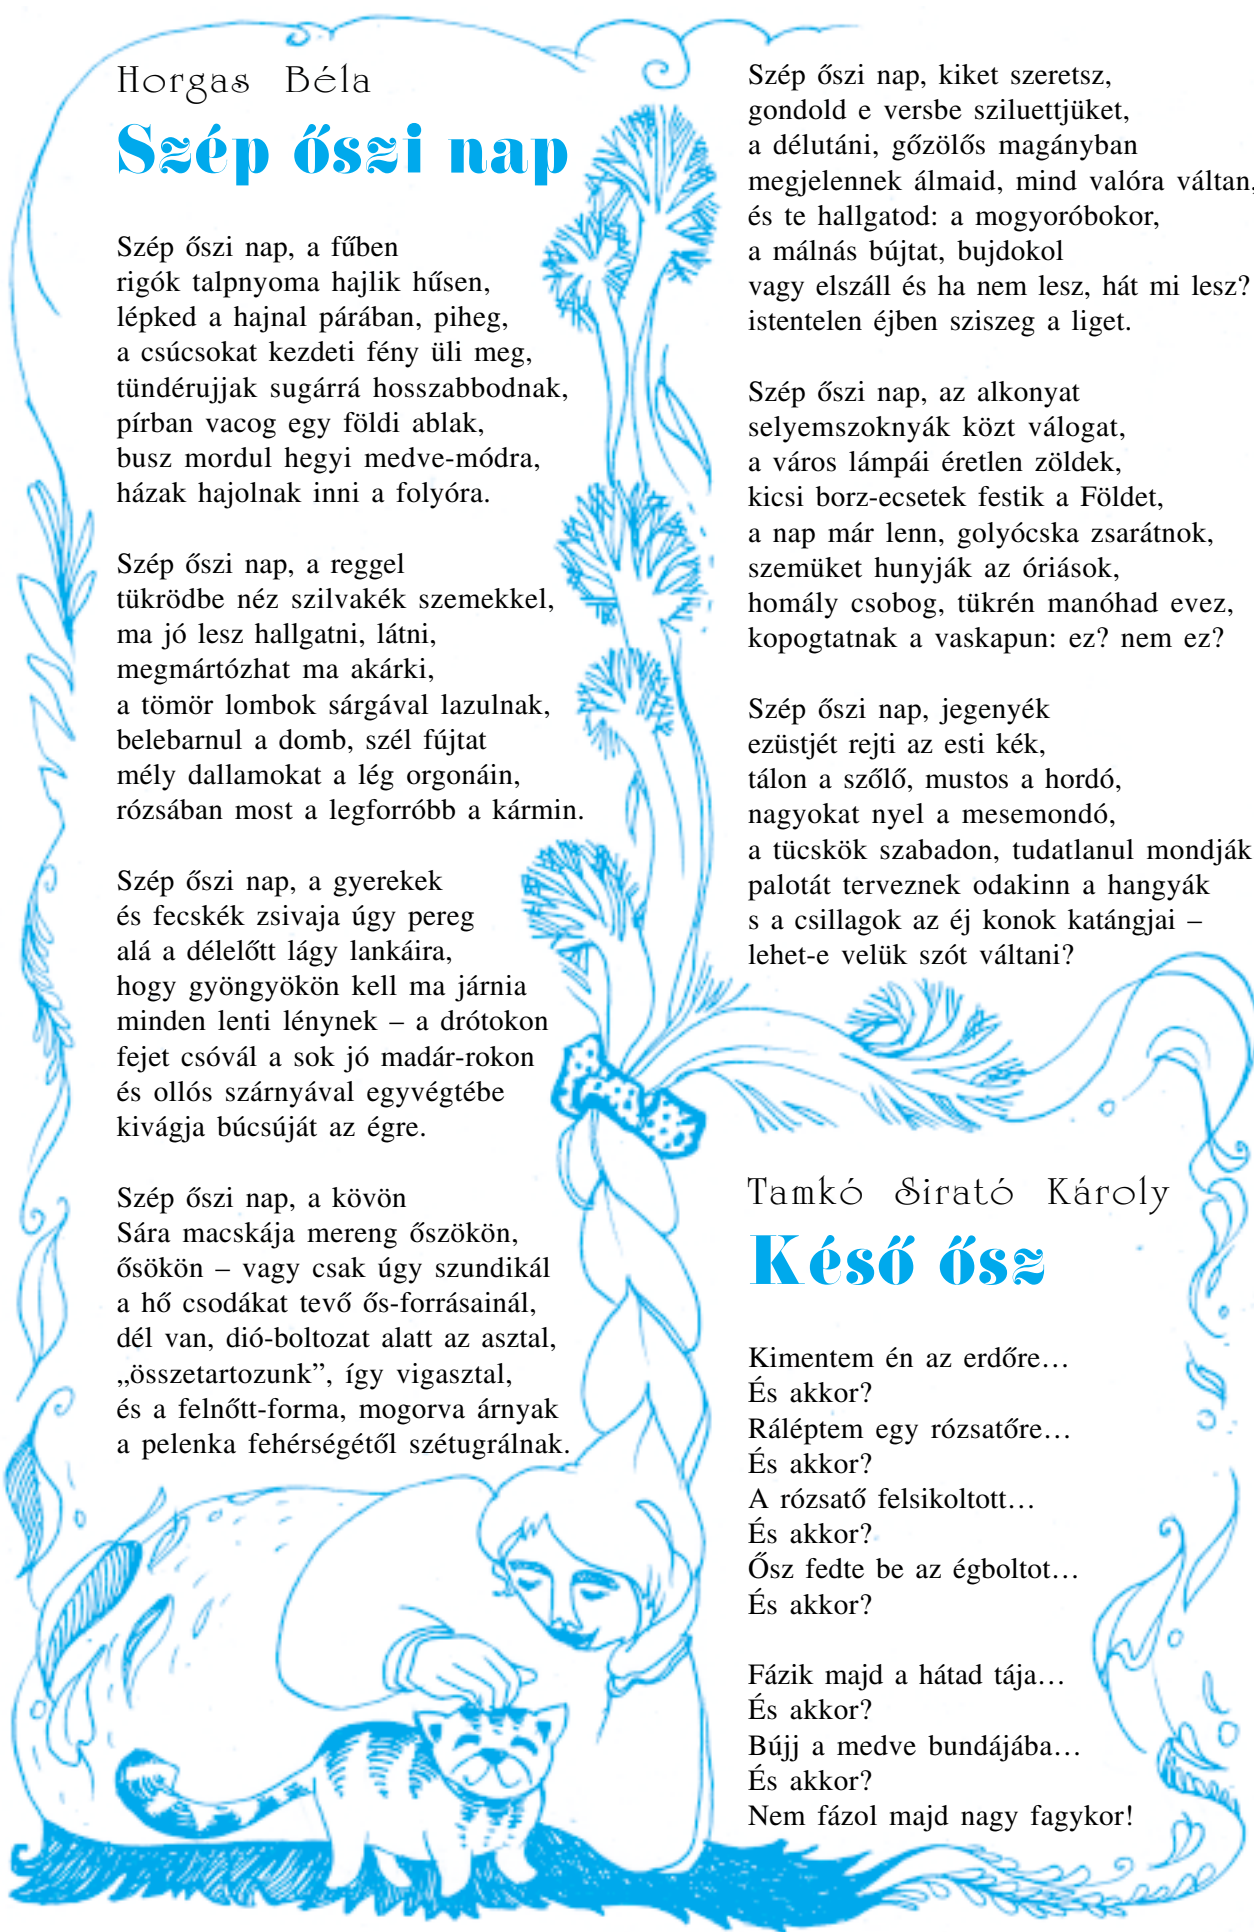 Horgas Béla
Szép őszi nap
Szép őszi nap, a fűben
rigók talpnyoma hajlik hűsen,
lépked a hajnal párában, piheg,
a csúcsokat kezdeti fény üli meg,
tündérujjak sugárrá hosszabbodnak,
pírban vacog egy földi ablak,
busz mordul hegyi medve-módra,
házak hajolnak inni a folyóra.
Szép őszi nap, a reggel
tükrödbe néz szilvakék szemekkel,
ma jó lesz hallgatni, látni,
megmártózhat ma akárki,
a tömör lombok sárgával lazulnak,
belebarnul a domb, szél fújtat
mély dallamokat a lég orgonáin,
rózsában most a legforróbb a kármin.
Szép őszi nap, a gyerekek
és fecskék zsivaja úgy pereg
alá a délelőtt lágy lankáira,
hogy gyöngyökön kell ma járnia
minden lenti lénynek – a drótokon
fejet csóvál a sok jó madár-rokon
és ollós szárnyával egyvégtébe
kivágja búcsúját az égre.
Szép őszi nap, a kövön
Sára macskája mereng őszökön,
ősökön – vagy csak úgy szundikál
a hő csodákat tevő ős-forrásainál,
dél van, dió-boltozat alatt az asztal,
„összetartozunk”, így vigasztal,
és a felnőtt-forma, mogorva árnyak
a pelenka fehérségétől szétugrálnak.
Szép őszi nap, kiket szeretsz,
gondold e versbe sziluettjüket,
a délutáni, gőzölős magányban
megjelennek álmaid, mind valóra váltan,
és te hallgatod: a mogyoróbokor,
a málnás bújtat, bujdokol
vagy elszáll és ha nem lesz, hát mi lesz?
istentelen éjben sziszeg a liget.
Szép őszi nap, az alkonyat
selyemszoknyák közt válogat,
a város lámpái éretlen zöldek,
kicsi borz-ecsetek festik a Földet,
a nap már lenn, golyócska zsarátnok,
szemüket hunyják az óriások,
homály csobog, tükrén manóhad evez,
kopogtatnak a vaskapun: ez? nem ez?
Szép őszi nap, jegenyék
ezüstjét rejti az esti kék,
tálon a szőlő, mustos a hordó,
nagyokat nyel a mesemondó,
a tücskök szabadon, tudatlanul mondják
palotát terveznek odakinn a hangyák
s a csillagok az éj konok katángjai –
lehet-e velük szót váltani?
Tamkó Sirató Károly
Késő ősz
Kimentem én az erdőre…
És akkor?
Ráléptem egy rózsatőre…
És akkor?
A rózsatő felsikoltott…
És akkor?
Ősz fedte be az égboltot…
És akkor?
Fázik majd a hátad tája…
És akkor?
Bújj a medve bundájába…
És akkor?
Nem fázol majd nagy fagykor!